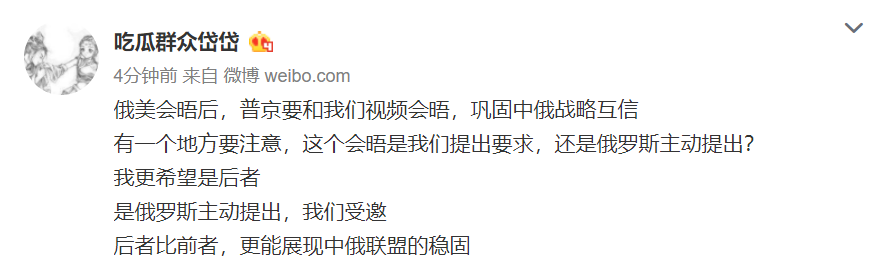 吃瓜群众岱岱
4分钟前 来自 微博 weibo.com
俄美会晤后，普京要和我们视频会晤，巩固中俄战略互信
有一个地方要注意，这个会晤是我们提出要求，还是俄罗斯主动提出？
我更希望是后者
是俄罗斯主动提出，我们受邀
后者比前者，更能展现中俄联盟的稳固